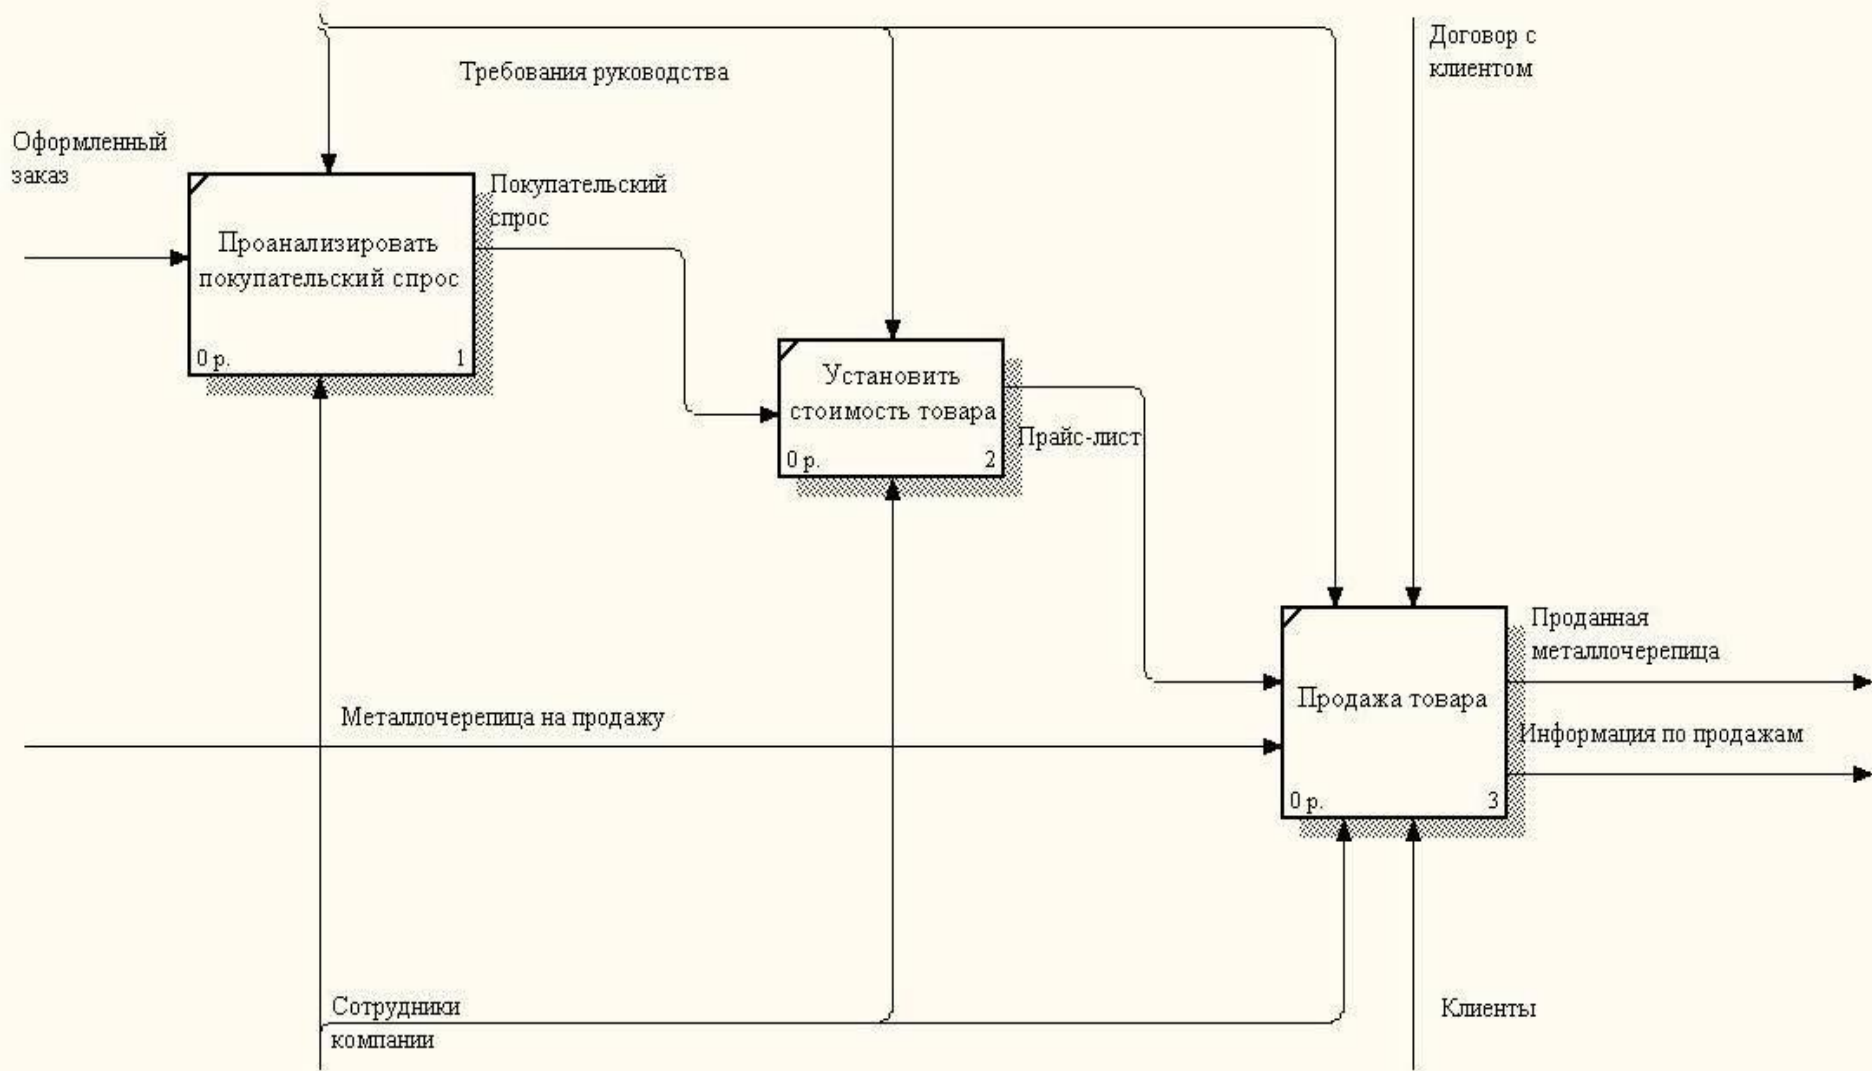 Договор с
клиентом
Требования руководства
Оформленный
заказ
Покупательский
спрос
Проанализировать
покупательский спрос
0 р.
1
Установить
стоимость товара
0 р.
2
Прайс-лист
Проданная
металлочерепица
Продажа товара
Металлочерепица на продажу
Информация по продажам
0 р.
3
Сотрудники
компании
Клиенты